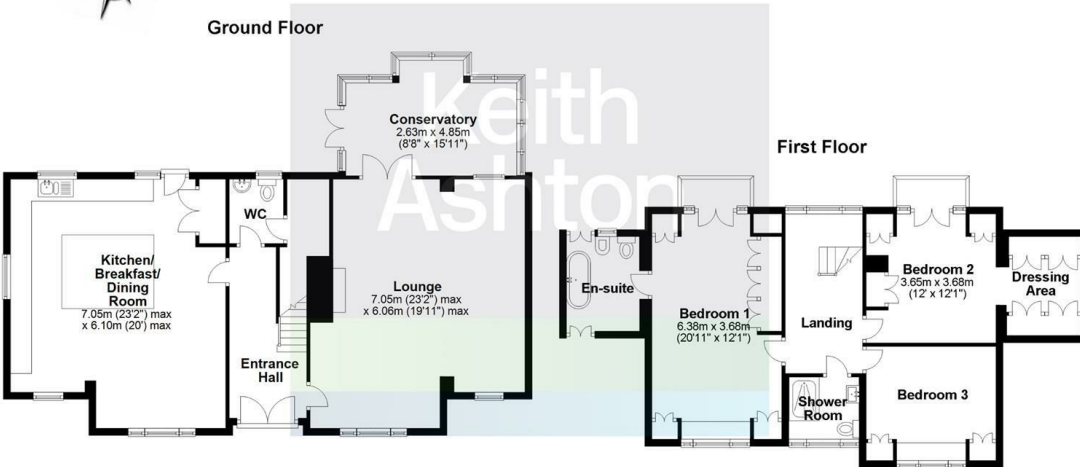 Ground Floor
Keith
Ashton
Conservatory
2.63m x 4.85m
(8'8" x 15'11")
WC
Kitchen/
Breakfast/
Dining
Room
7.05m (23'2") max
x 6.10m (20') max
Lounge
7.05m (23'2") max
x 6.06m (19'11") max
Entrance
Hall
First Floor
En-suite
Bedroom 1
6.38m x 3.68m
(20'11" x 12'1")
Landing
Bedroom 2
3.65m x 3.68m
(12' x 12'1")
Dressing
Area
Shower
Room
Bedroom 3